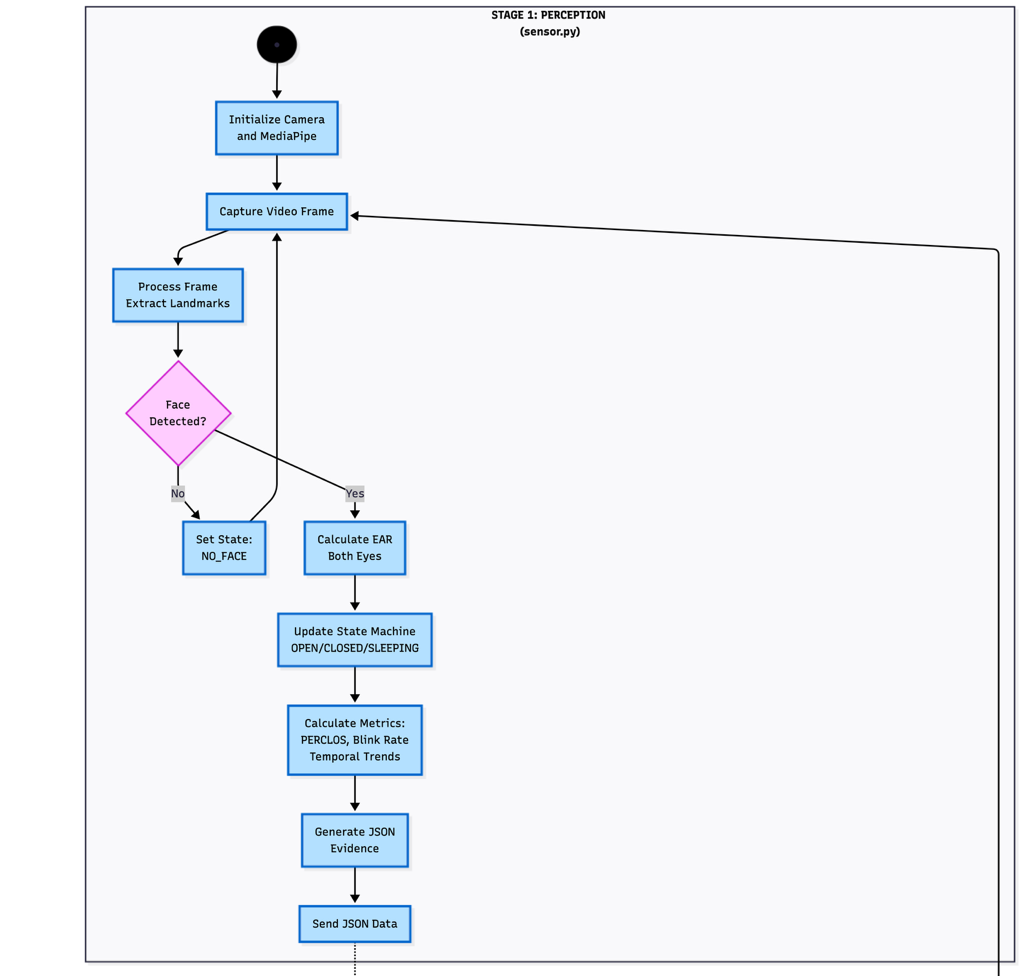 STAGE 1: PERCEPTION
(sensor.py)
Initialize Camera
and MediaPipe
Capture Video Frame
Process Frame
Extract Landmarks
Face
Detected?
No
Yes
Set State:
NO_FACE
Calculate EAR
Both Eyes
Update State Machine
OPEN/CLOSED/SLEEPING
Calculate Metrics:
PERCLOS, Blink Rate
Temporal Trends
Generate JSON
Evidence
Send JSON Data